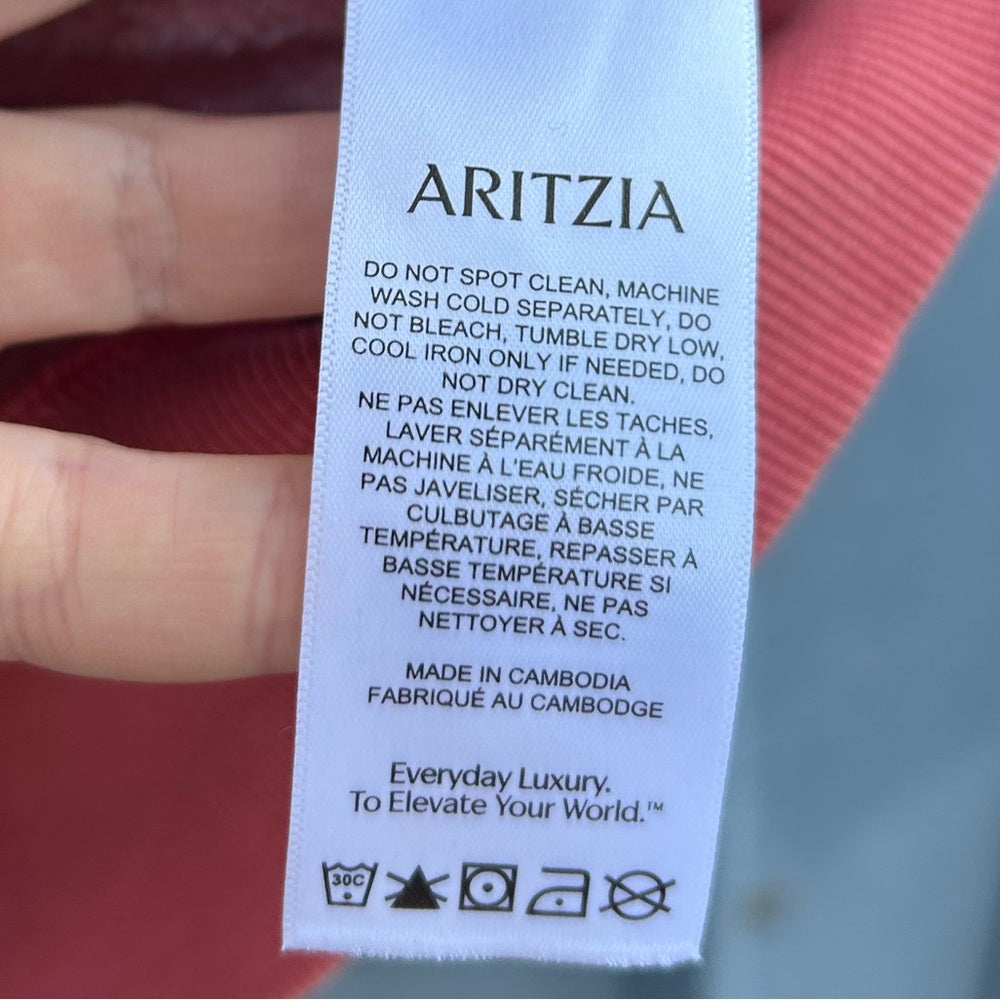 ARITZIA
DO NOT SPOT CLEAN, MACHINE
WASH COLD SEPARATELY, DO
NOT BLEACH, TUMBLE DRY LOW,
COOL IRON ONLY IF NEEDED, DO
NOT DRY CLEAN.
NE PAS ENLEVER LES TACHES,
LAVER SÉPARÉMENT À LA
MACHINE À L'EAU FROIDE, NE
PAS JAVELISER, SÉCHER PAR
CULBUTAGE À BASSE
TEMPÉRATURE, REPASSER À
BASSE TEMPÉRATURE SI
NÉCESSAIRE, NE PAS
NETTOYER À SEC.
MADE IN CAMBODIA
FABRIQUÉ AU CAMBODGE
Everyday Luxury.
To Elevate Your World.™
30C